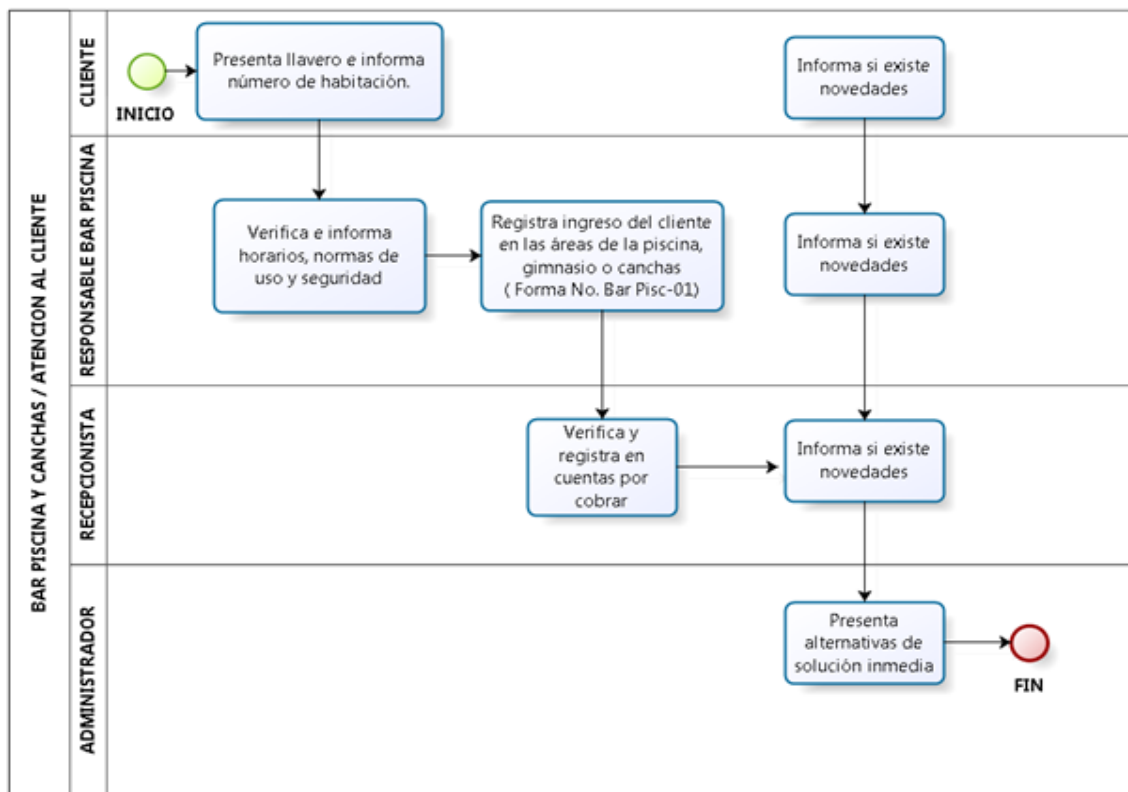 BAR PISCINA Y CANCHAS / ATENCION AL CLIENTE
CLIENTE
INICIO
Presenta llavero e informa
número de habitación.
Informa si existe
novedades
RESPONSABLE BAR PISCINA
Verifica e informa
horarios, normas de
uso y seguridad
Registra ingreso del cliente
en las áreas de la piscina,
gimnasio o canchas
( Forma No. Bar Pisc-01)
Informa si existe
novedades
RECEPCIONISTA
Verifica y
registra en
cuentas por
cobrar
Informa si existe
novedades
ADMINISTRADOR
Presenta
alternativas de
solución inmedia
FIN